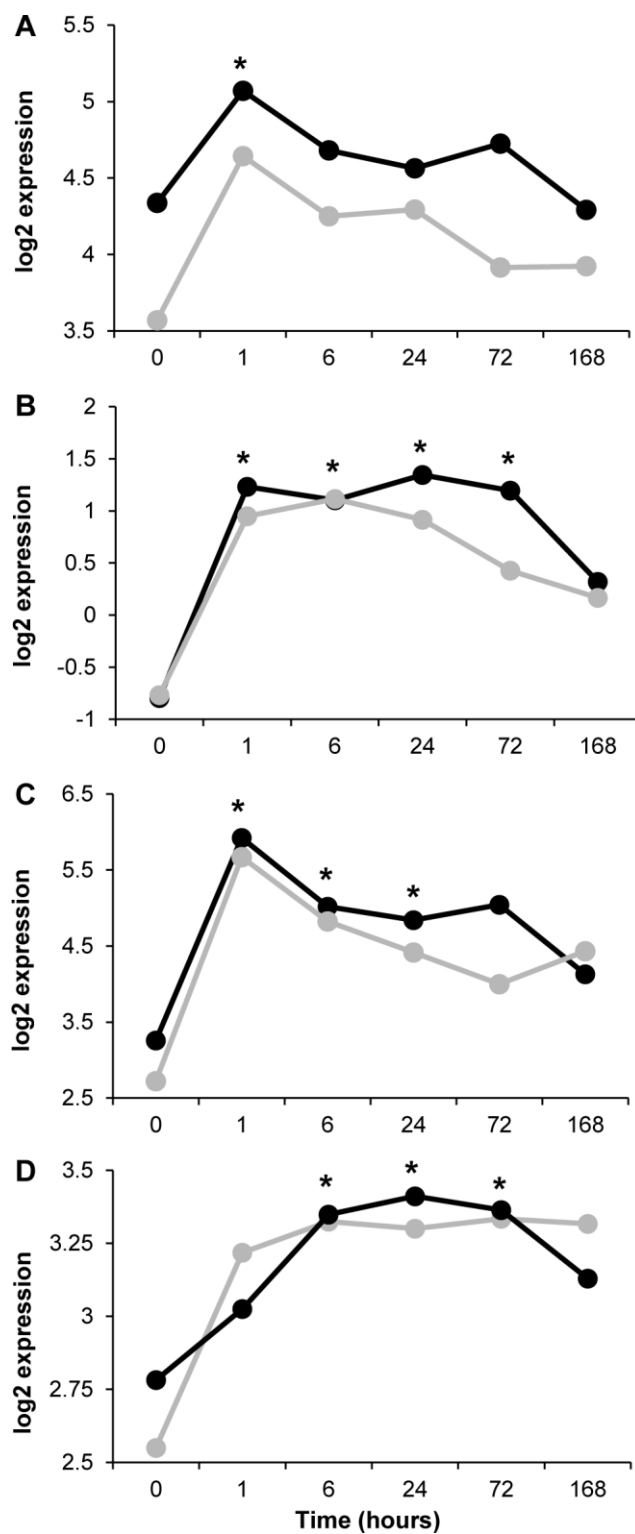 A
log2 expression
5.5
5
4.5
4
3.5
*
0 1 6 24 72 168
B
log2 expression
2
1.5
1
0.5
0
-0.5
-1
* * * *
0 1 6 24 72 168
C
log2 expression
6.5
5.5
4.5
3.5
2.5
* * *
0 1 6 24 72 168
D
log2 expression
3.5
3.25
3
2.75
2.5
* * *
0 1 6 24 72 168
Time (hours)